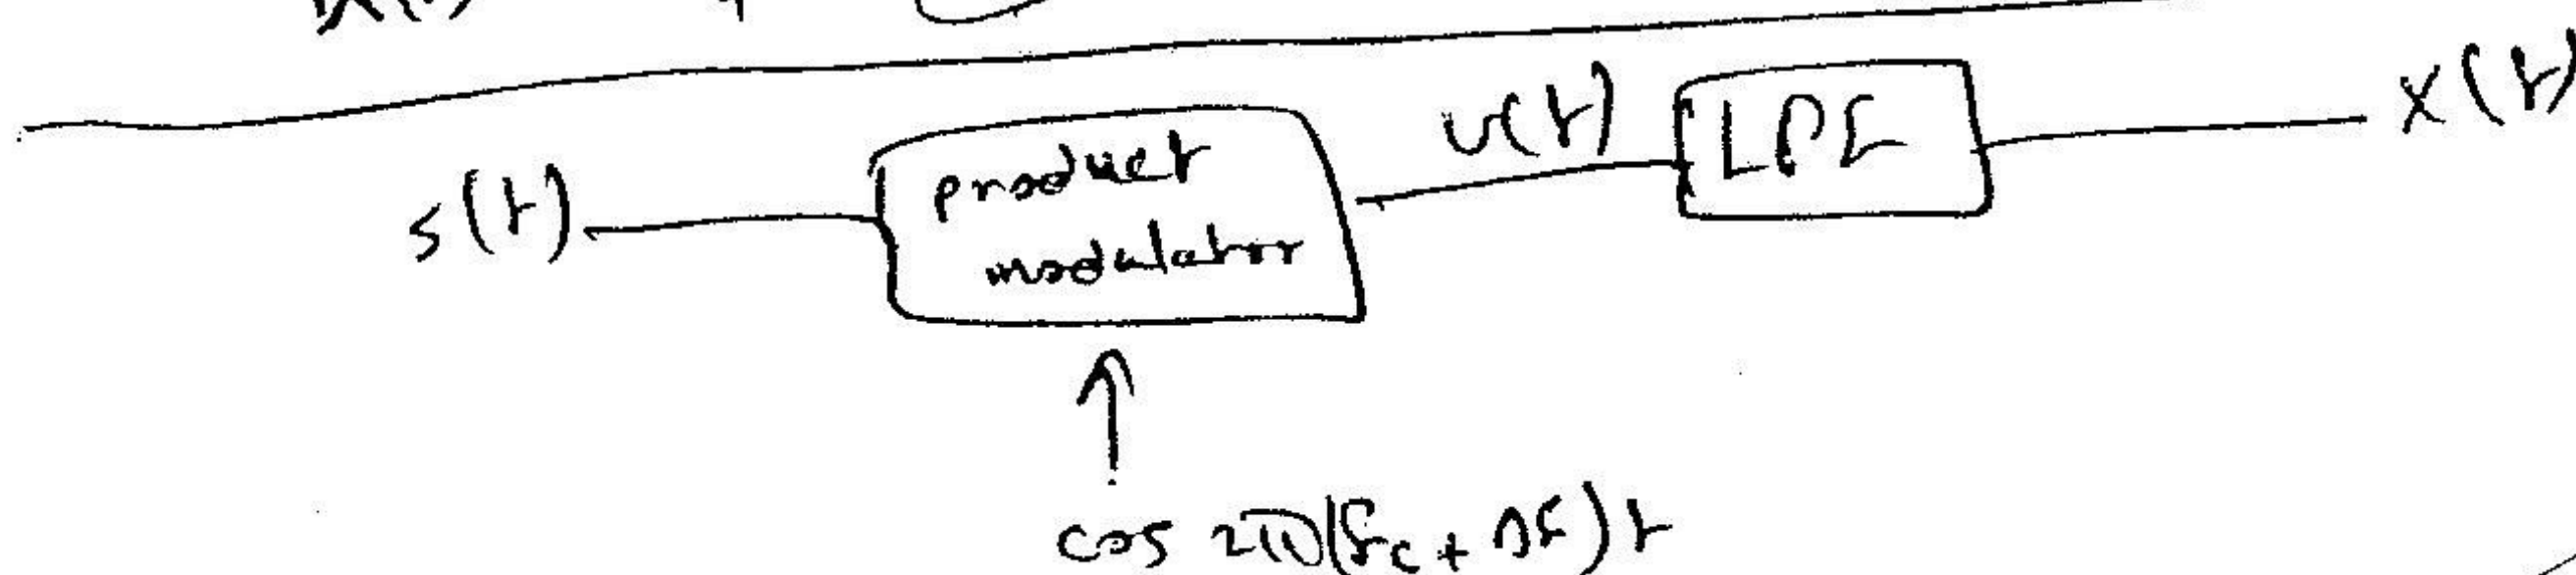 s(t)
product
modulator
v(t)
LPF
x(t)
cos 2π(fc + Δf)t